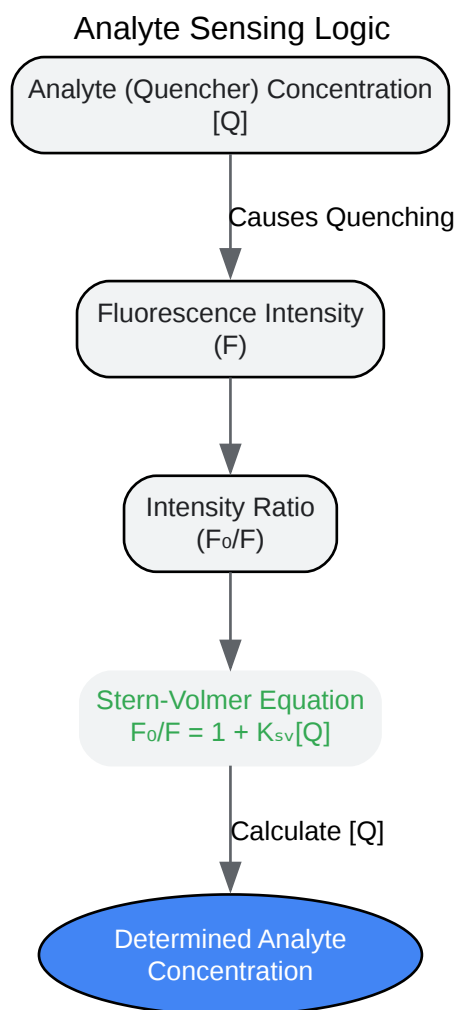 Analyte Sensing Logic
Analyte (Quencher) Concentration
[Q]
Causes Quenching
Fluorescence Intensity
(F)
Intensity Ratio
(F₀/F)
Stern-Volmer Equation
F₀/F = 1 + Kₛᵥ[Q]
Calculate [Q]
Determined Analyte
Concentration